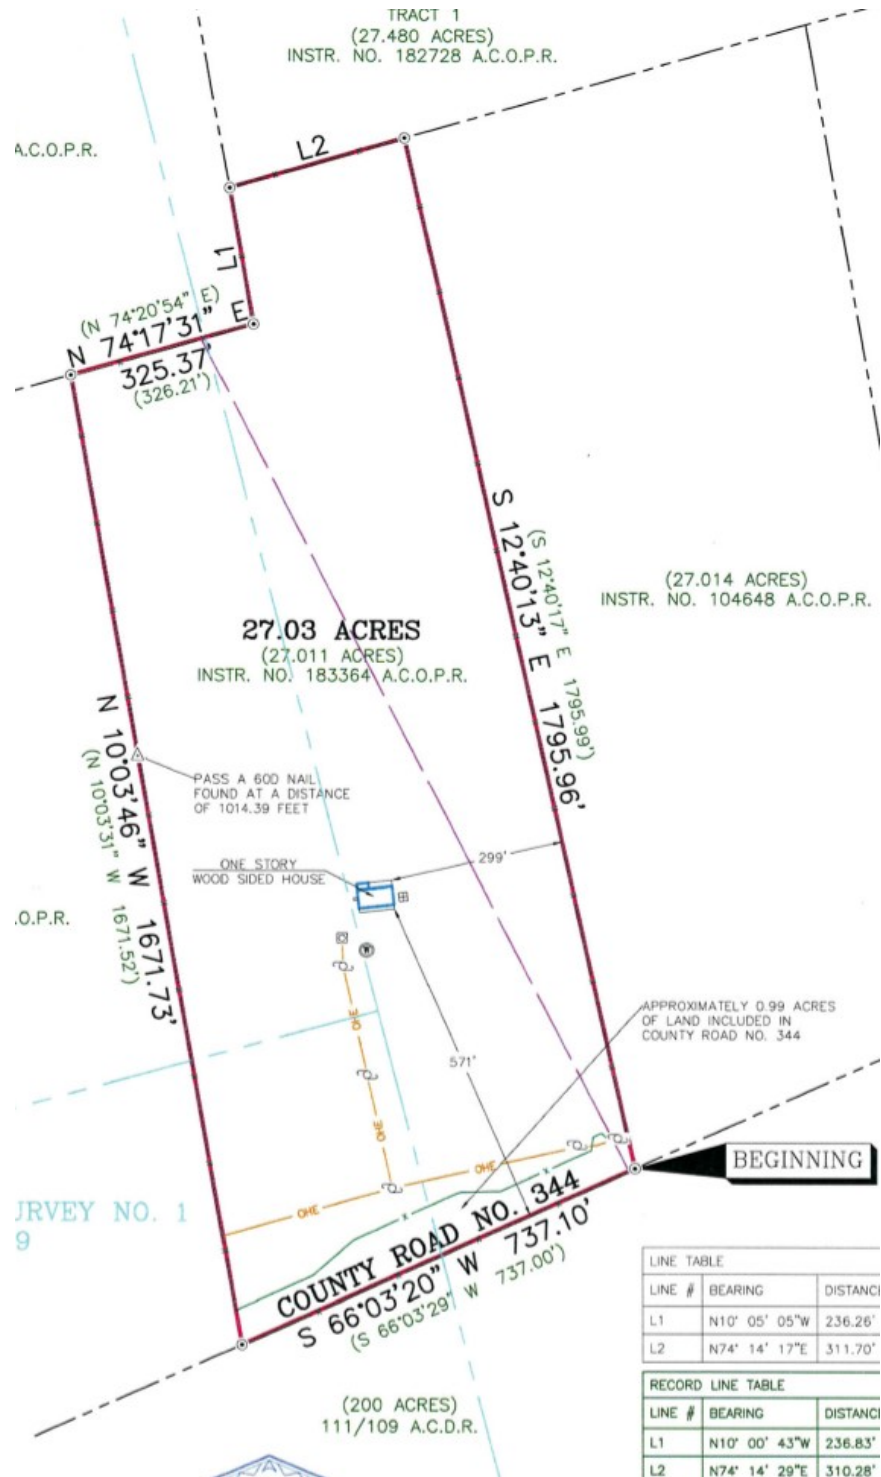 TRACT 1
(27.480 ACRES)
INSTR. NO. 182728 A.C.O.P.R.
A.C.O.P.R.
L2
L1
(N 74°20'54" E)
N 74°17'31" E
325.37'
(326.21')
S 12°40'13" E 1795.96'
(S 12°40'17" E 1795.99')
(27.014 ACRES)
INSTR. NO. 104648 A.C.O.P.R.
27.03 ACRES
(27.011 ACRES)
INSTR. NO. 183364 A.C.O.P.R.
N 10°03'46" W 1671.73'
(N 10°03'31" W 1671.52')
PASS A 60D NAIL
FOUND AT A DISTANCE
OF 1014.39 FEET
ONE STORY
WOOD SIDED HOUSE
299'
.O.P.R.
571'
APPROXIMATELY 0.99 ACRES
OF LAND INCLUDED IN
COUNTY ROAD NO. 344
OHE
OHE
OHE
OHE
BEGINNING
URVEY NO. 1
9
COUNTY ROAD NO. 344
S 66°03'20" W 737.10'
(S 66°03'29" W 737.00')
(200 ACRES)
111/109 A.C.D.R.
LINE TABLE
LINE # BEARING DISTANCE
L1 N10° 05' 05"W 236.26'
L2 N74° 14' 17"E 311.70'
RECORD LINE TABLE
LINE # BEARING DISTANCE
L1 N10° 00' 43"W 236.83'
L2 N74° 14' 29"E 310.28'